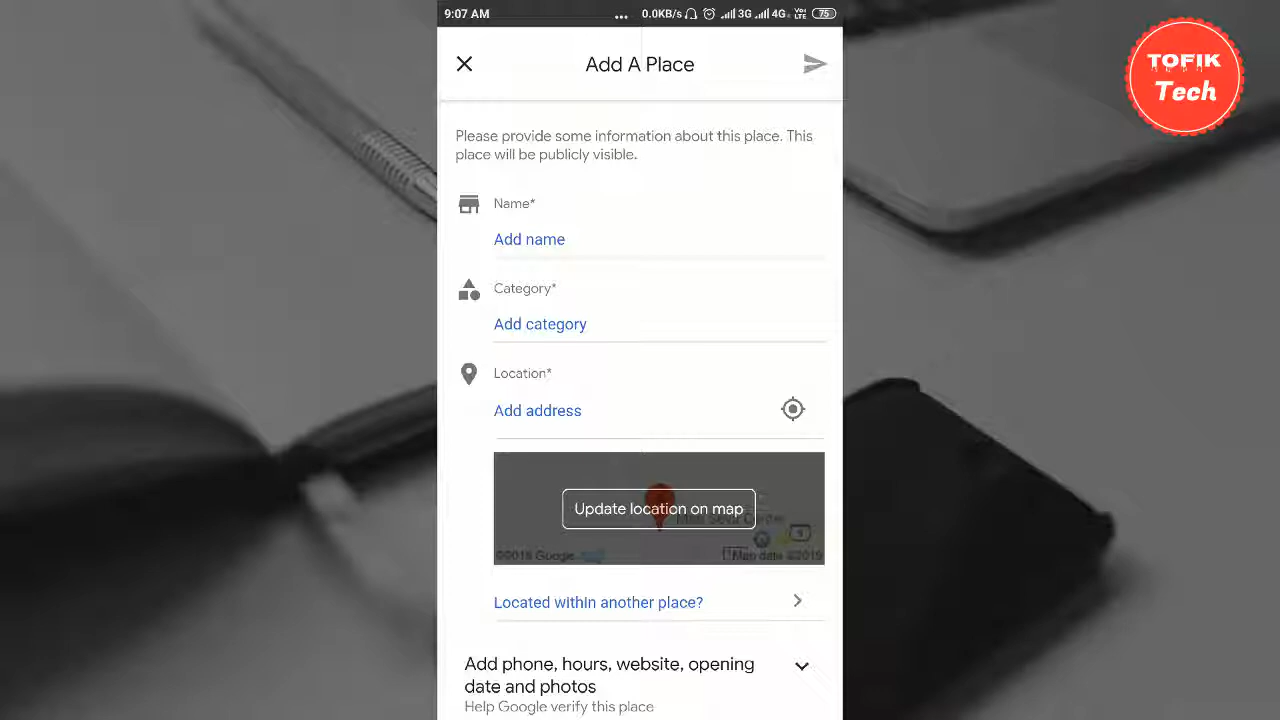 9:07 AM ... 0.0KB/s 3G 4G Vo LTE 75
TOFIK
Tech
Add A Place
Please provide some information about this place. This
place will be publicly visible.
Name*
Add name
Category*
Add category
Location*
Add address
Update location on map
Google
Map data ©2019
Located within another place?
Add phone, hours, website, opening
date and photos
Help Google verify this place